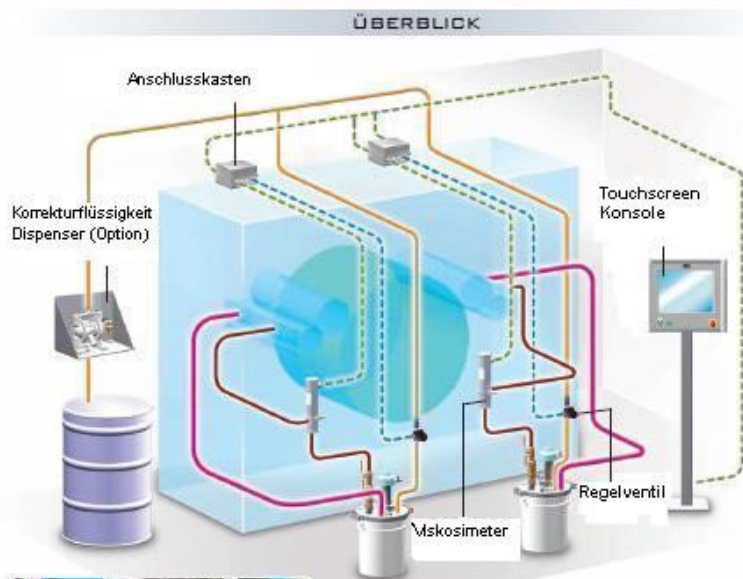 ÜBERBLICK
Anschlusskasten
Korrekturflüssigkeit
Dispenser (Option)
Touchscreen
Konsole
Viskosimeter
Regelventil